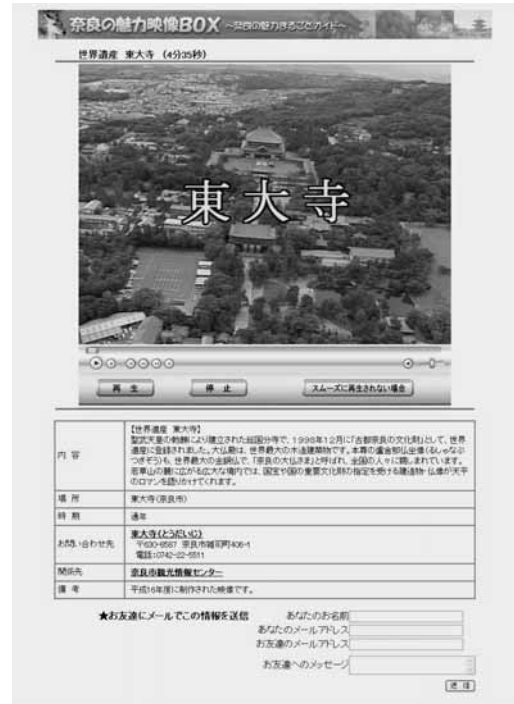 奈良の魅力映像BOX ～奈良の魅力まるごとガイド～
世界遺産 東大寺 (4分35秒)
東大寺
再 生
停 止
スムーズに再生されない場合
内 容
【世界遺産 東大寺】
聖武天皇の勅願により建立された総国分寺で、1998年12月に「古都奈良の文化財」として、世界
遺産に登録されました。大仏殿は、世界最大の木造建築物です。本尊の盧舎那仏坐像(るしゃなぶ
つざぞう)も、世界最大の金銅仏で、「奈良の大仏さま」と呼ばれ、全国の人々に親しまれています。
若草山の麓に広がる広大な境内では、国宝や国の重要文化財の指定を受ける建造物・仏像が天平
のロマンを語りかけてくれます。
場 所
東大寺(奈良市)
時 期
通年
お問い合わせ先
東大寺(とうだいじ)
〒630-8587 奈良市雑司町406-1
電話:0742-22-5511
関係先
奈良市観光情報センター
備 考
平成16年度に制作された映像です。
★お友達にメールでこの情報を送信
あなたのお名前
あなたのメールアドレス
お友達のメールアドレス
お友達へのメッセージ
送 信